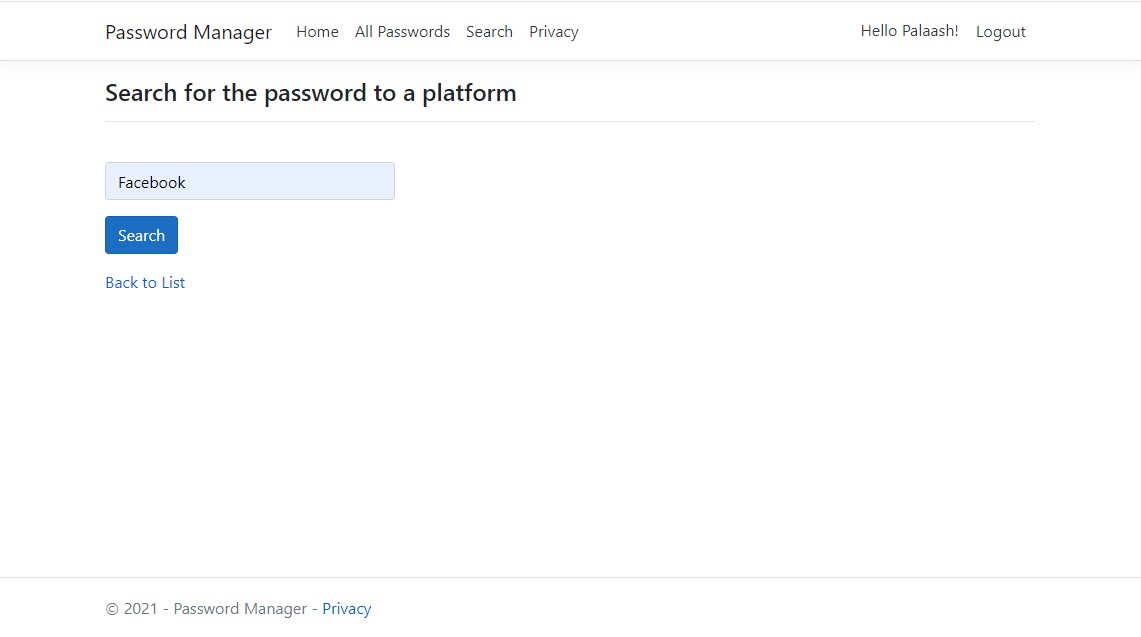 Password Manager Home All Passwords Search Privacy Hello Palaash! Logout
Search for the password to a platform
Facebook
Search
Back to List
© 2021 - Password Manager - Privacy